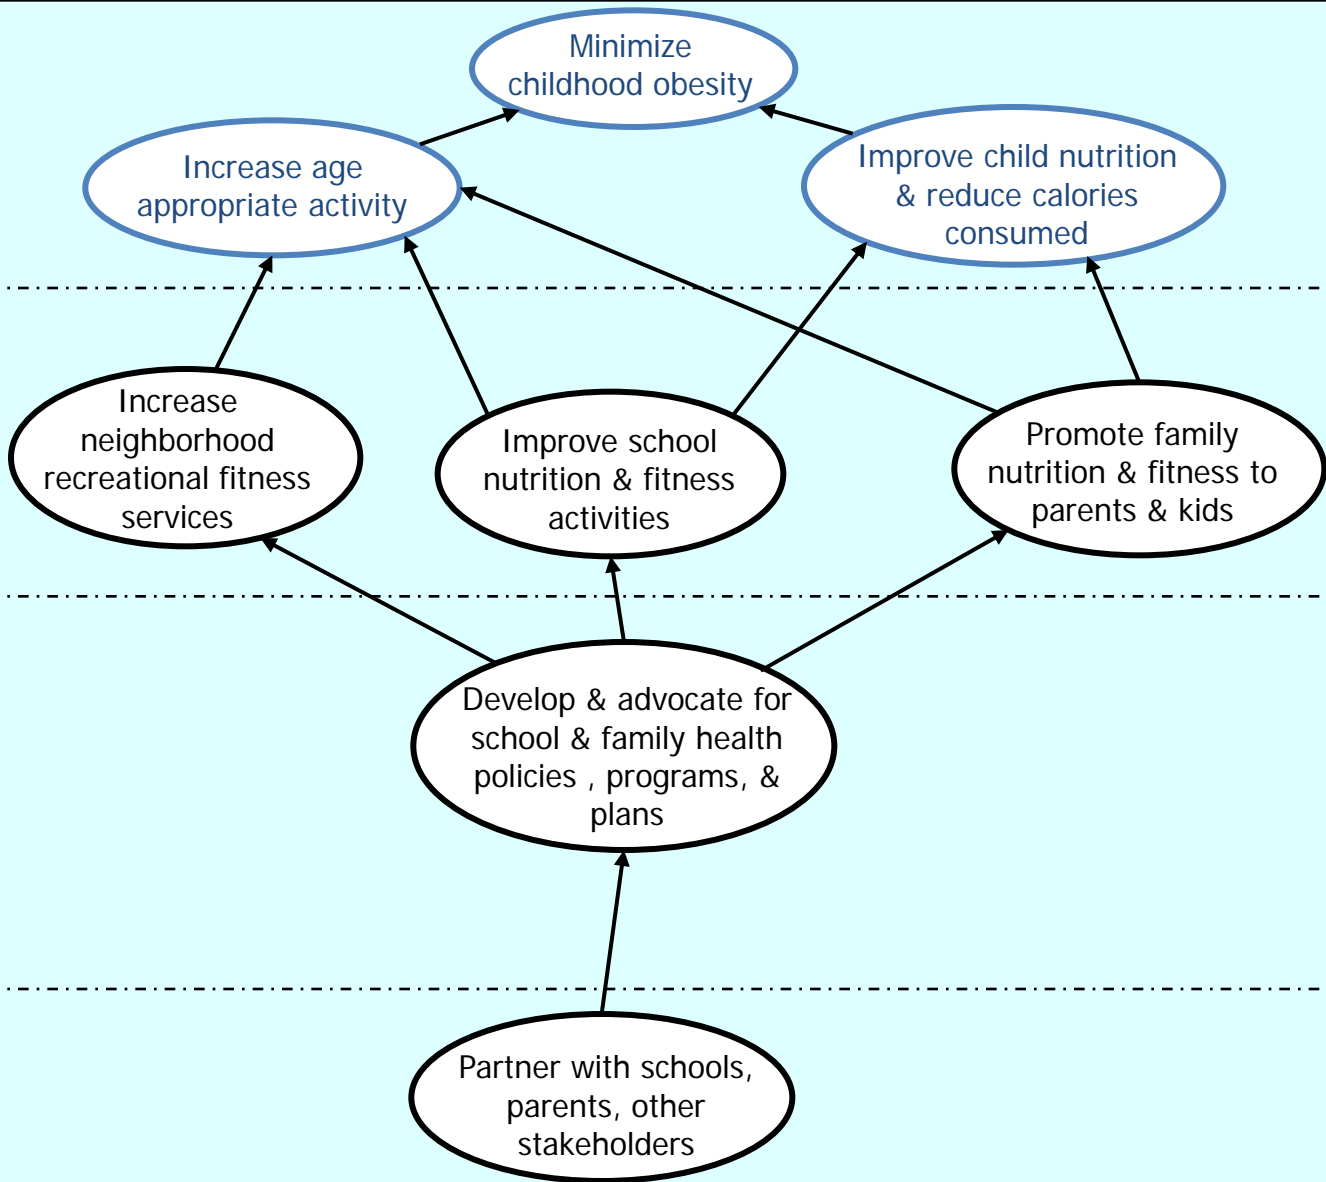 Minimize
childhood obesity
Increase age
appropriate activity
Improve child nutrition
& reduce calories
consumed
Increase
neighborhood
recreational fitness
services
Improve school
nutrition & fitness
activities
Promote family
nutrition & fitness to
parents & kids
Develop & advocate for
school & family health
policies , programs, &
plans
Partner with schools,
parents, other
stakeholders